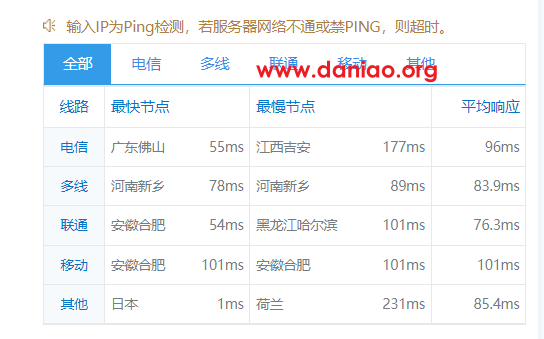 输入IP为Ping检测，若服务器网络不通或禁PING，则超时。
全部 电信 多线 联通 移动 其他
www.daniao.org
线路 最快节点 最慢节点 平均响应
电信 广东佛山 55ms 江西吉安 177ms 96ms
多线 河南新乡 78ms 河南新乡 89ms 83.9ms
联通 安徽合肥 54ms 黑龙江哈尔滨 101ms 76.3ms
移动 安徽合肥 101ms 安徽合肥 101ms 101ms
其他 日本 1ms 荷兰 231ms 85.4ms